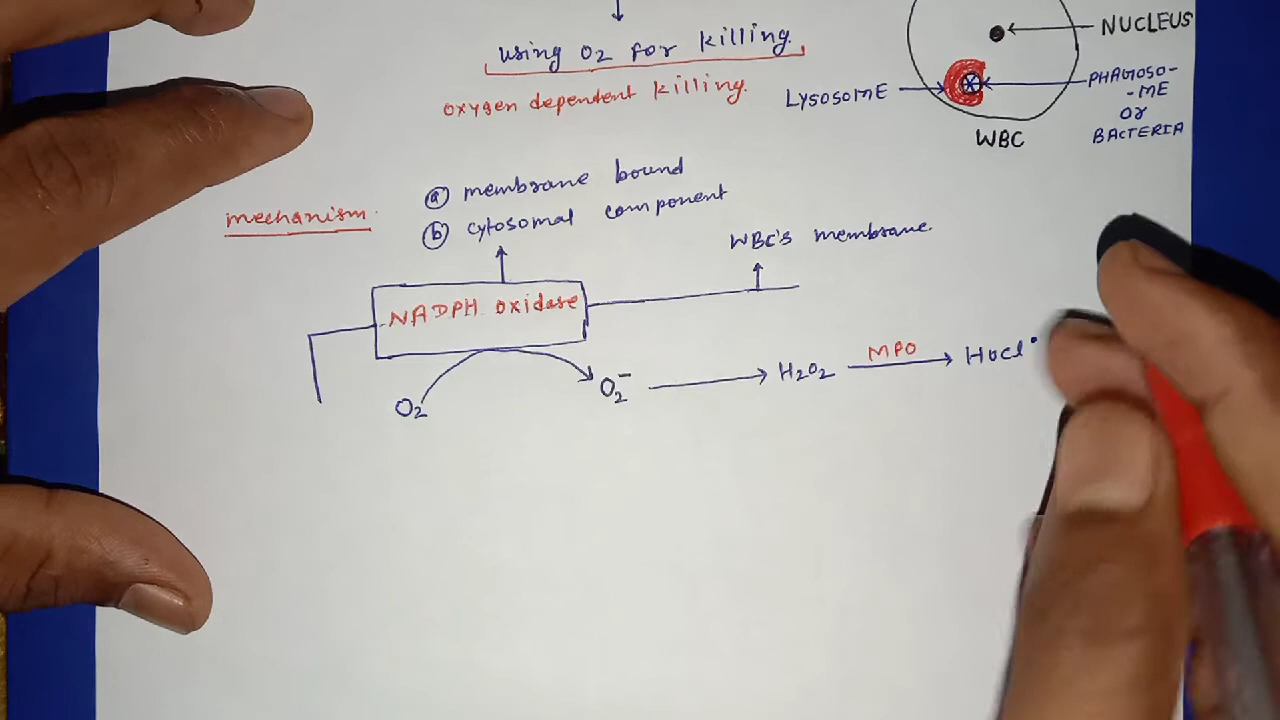 using O2 for killing.
oxygen dependent killing.
NUCLEUS
LYSOSOME
PHAGOSO-
-ME
or
BACTERIA
WBC
mechanism.
(a) membrane bound
(b) cytosomal component
WBC's membrane.
NADPH oxidase
O2
O2⁻
H2O2
MPO
HOCl•